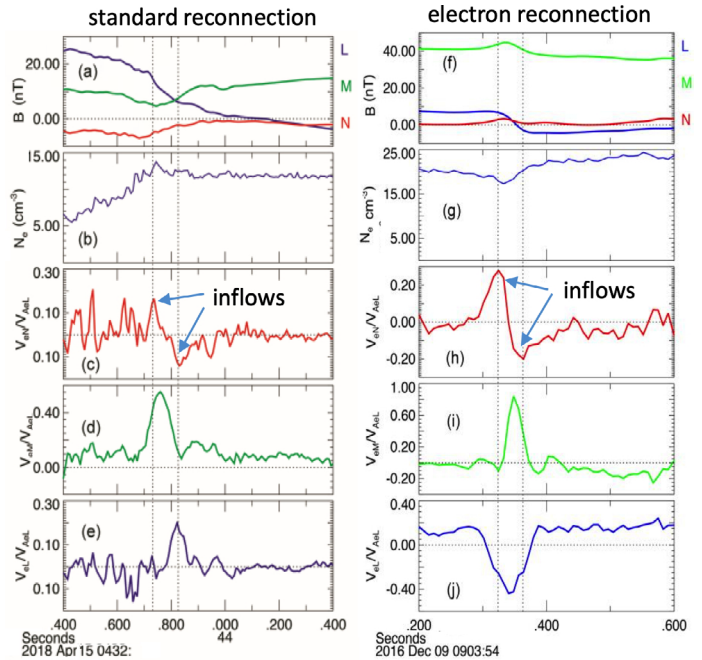 standard reconnection
electron reconnection
20.00
0.00
B (nT)
(a)
L
M
N
40.00
20.00
0.00
B (nT)
(f)
L
M
N
15.00
5.00
Ne (cm-3)
(b)
25.00
15.00
5.00
Ne_ cm-3)
(g)
0.30
0.10
0.10
VeN/VAeL
(c)
inflows
0.20
0.00
-0.20
VeN/VAeL
(h)
inflows
0.40
0.00
VeM/VAeL
(d)
1.00
0.60
0.20
-0.20
VeM/VAeL
(i)
0.30
0.10
0.10
VeL/VAeL
(e)
0.40
0.00
-0.40
VeL/VAeL
(j)
.400 .600 .800 .000 .200 .400
Seconds 44
2018 Apr 15 0432:
.200 .400 .600
Seconds
2016 Dec 09 0903:54